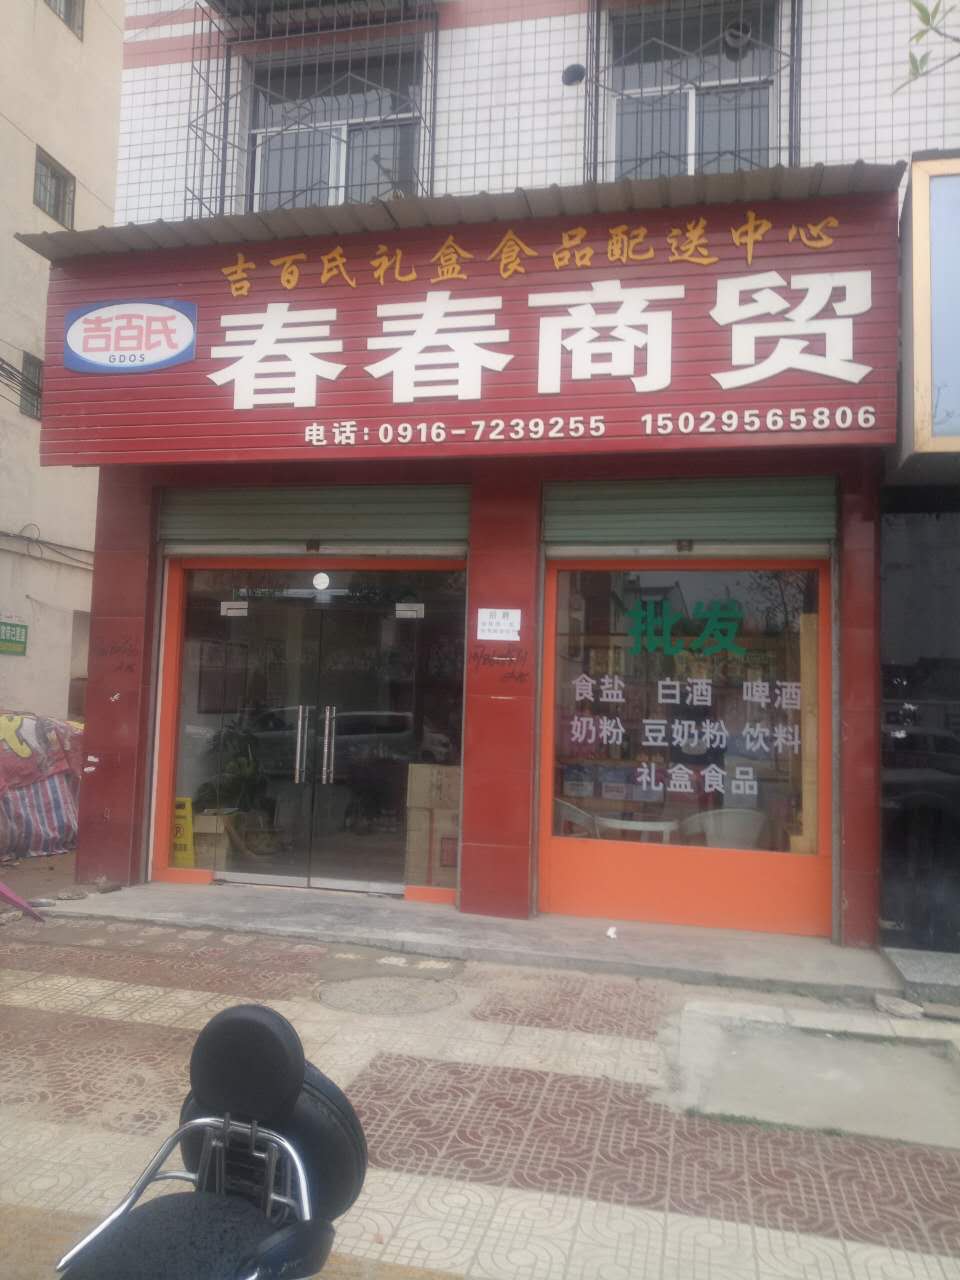 吉百氏礼盒食品配送中心
吉百氏
GDOS
春春商贸
电话:0916-7239255 15029565806
招聘
批发
食盐 白酒 啤酒
奶粉 豆奶粉 饮料
礼盒食品